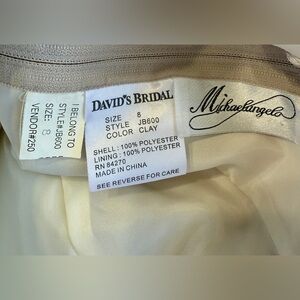 I BELONG TO
STYLE#JB600
SIZE: 8
VENDOR#250
DAVID'S BRIDAL
SIZE 8
STYLE JB600
COLOR CLAY
SHELL : 100% POLYESTER
LINING : 100% POLYESTER
RN 84270
MADE IN CHINA
SEE REVERSE FOR CARE
Michaelangelo